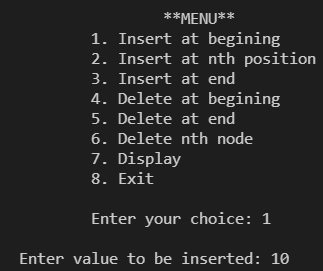 **MENU**
1. Insert at begining
2. Insert at nth position
3. Insert at end
4. Delete at begining
5. Delete at end
6. Delete nth node
7. Display
8. Exit
Enter your choice: 1
Enter value to be inserted: 10